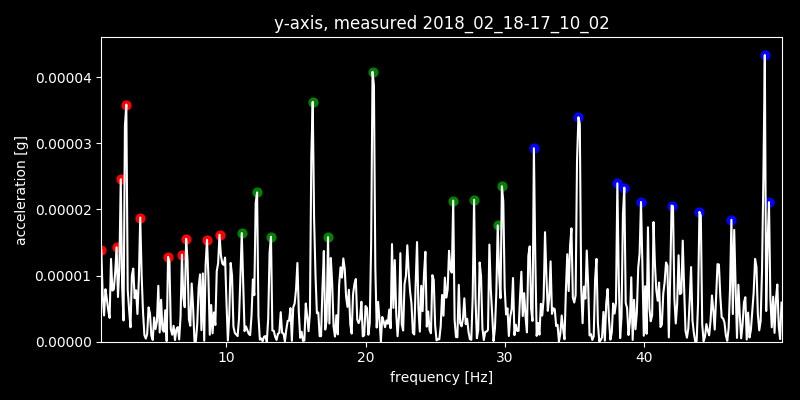 y-axis, measured 2018_02_18-17_10_02
0.00004
0.00003
0.00002
0.00001
0.00000
acceleration [g]
10 20 30 40
frequency [Hz]